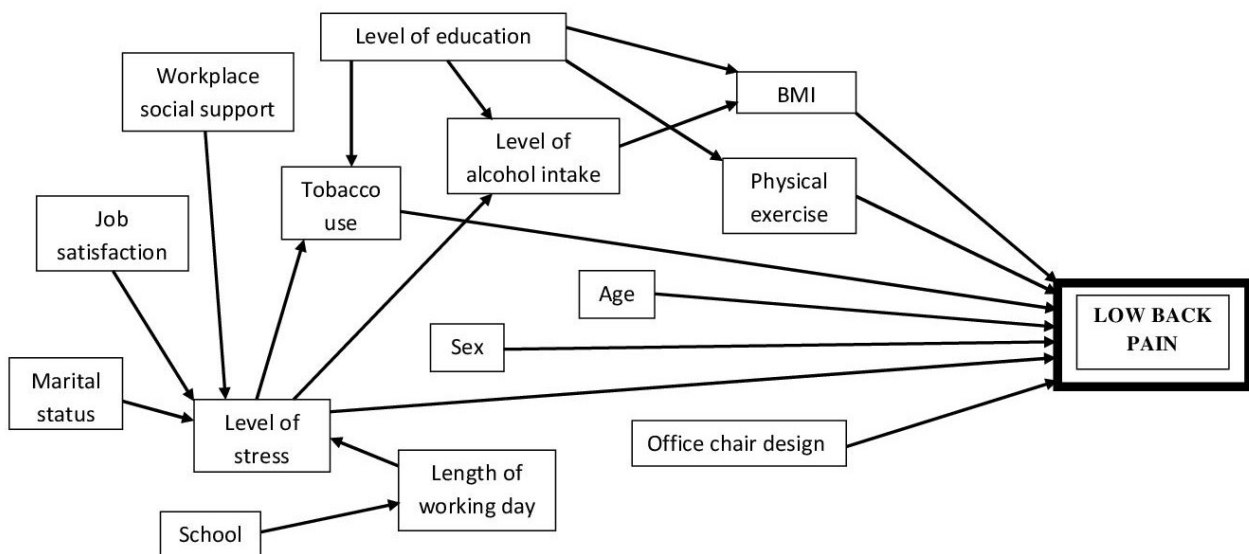 Level of education
Workplace
social support
BMI
Level of
alcohol intake
Tobacco
use
Physical
exercise
Job
satisfaction
Age
LOW BACK
PAIN
Sex
Marital
status
Level of
stress
Office chair design
Length of
working day
School